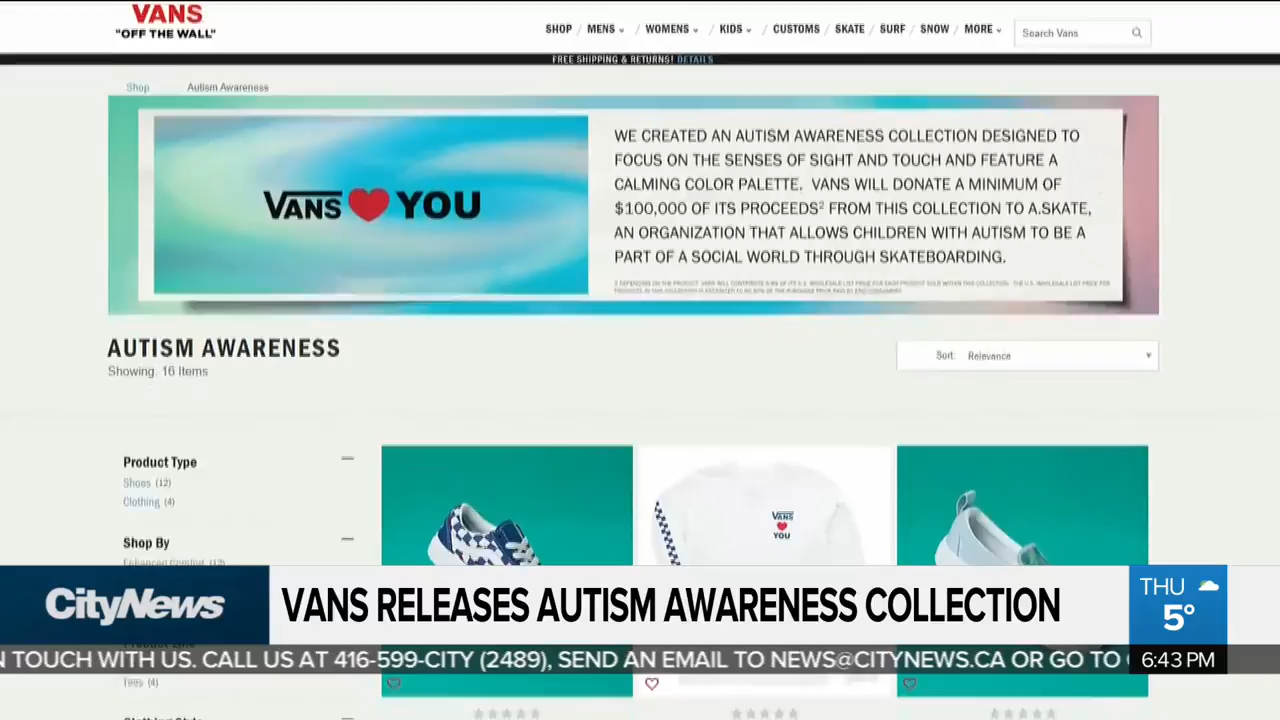 VANS
"OFF THE WALL"
SHOP / MENS / WOMENS / KIDS / CUSTOMS / SKATE / SURF / SNOW / MORE
Search Vans
FREE SHIPPING & RETURNS! DETAILS
Shop Autism Awareness
VANS YOU
WE CREATED AN AUTISM AWARENESS COLLECTION DESIGNED TO
FOCUS ON THE SENSES OF SIGHT AND TOUCH AND FEATURE A
CALMING COLOR PALETTE. VANS WILL DONATE A MINIMUM OF
$100,000 OF ITS PROCEEDS² FROM THIS COLLECTION TO A.SKATE,
AN ORGANIZATION THAT ALLOWS CHILDREN WITH AUTISM TO BE A
PART OF A SOCIAL WORLD THROUGH SKATEBOARDING.
AUTISM AWARENESS
Showing: 16 Items
Sort: Relevance
Product Type
Shoes (12)
Clothing (4)
Shop By
Enhanced Comfort (12)
VANS
YOU
CityNews
VANS RELEASES AUTISM AWARENESS COLLECTION
THU
5°
N TOUCH WITH US. CALL US AT 416-599-CITY (2489), SEND AN EMAIL TO NEWS@CITYNEWS.CA OR GO TO
6:43 PM
Tees (4)